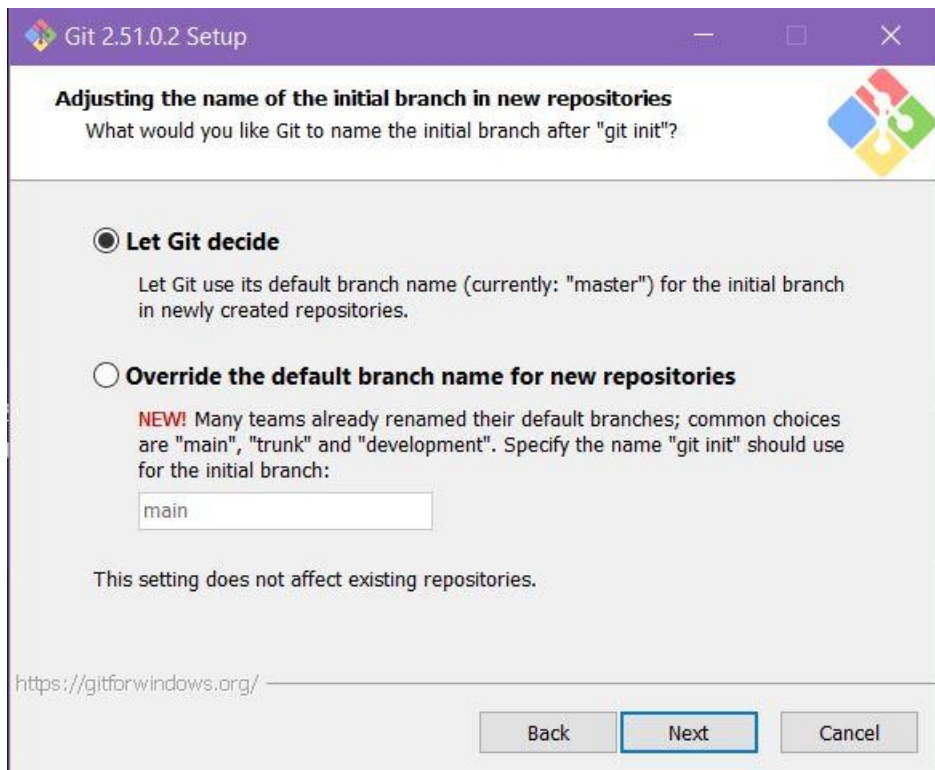 Git 2.51.0.2 Setup
Adjusting the name of the initial branch in new repositories
What would you like Git to name the initial branch after "git init"?
Let Git decide
Let Git use its default branch name (currently: "master") for the initial branch
in newly created repositories.
Override the default branch name for new repositories
NEW! Many teams already renamed their default branches; common choices
are "main", "trunk" and "development". Specify the name "git init" should use
for the initial branch:
main
This setting does not affect existing repositories.
https://gitforwindows.org/
Back Next Cancel